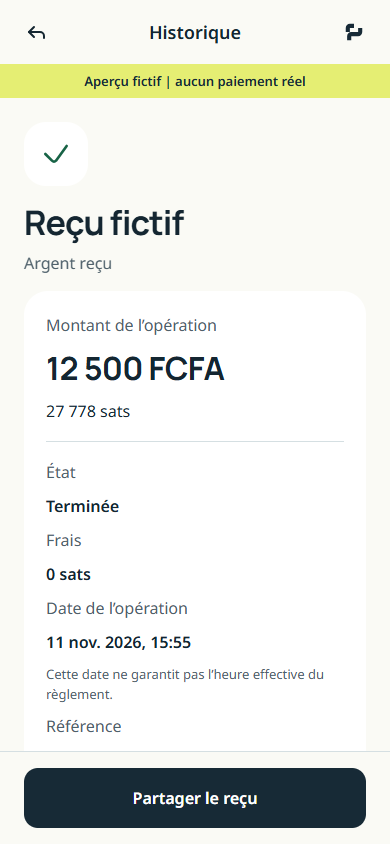 Historique
Aperçu fictif | aucun paiement réel
Reçu fictif
Argent reçu
Montant de l’opération
12 500 FCFA
27 778 sats
État
Terminée
Frais
0 sats
Date de l’opération
11 nov. 2026, 15:55
Cette date ne garantit pas l’heure effective du
règlement.
Référence
Partager le reçu